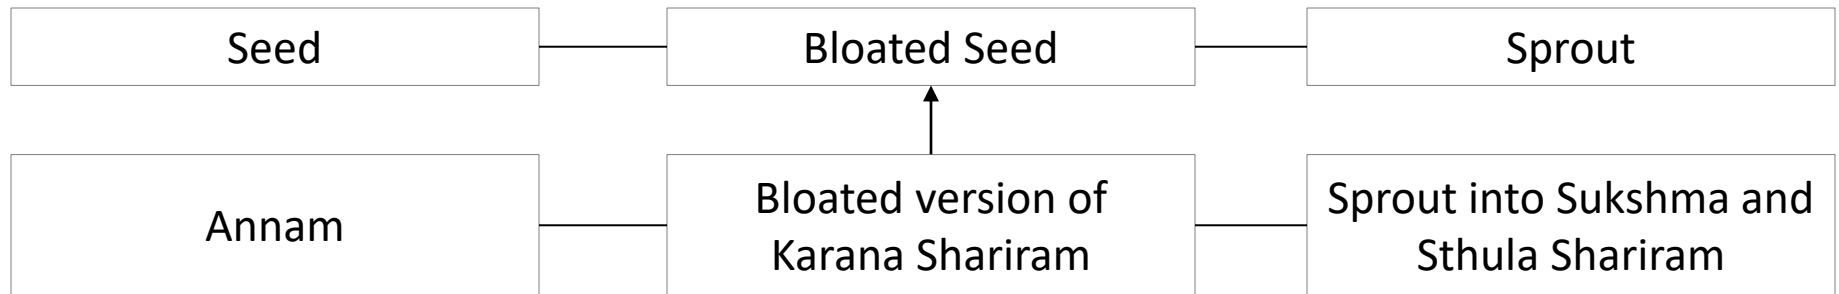 Seed
Bloated Seed
Sprout
Annam
Bloated version of
Karana Shariram
Sprout into Sukshma and
Sthula Shariram